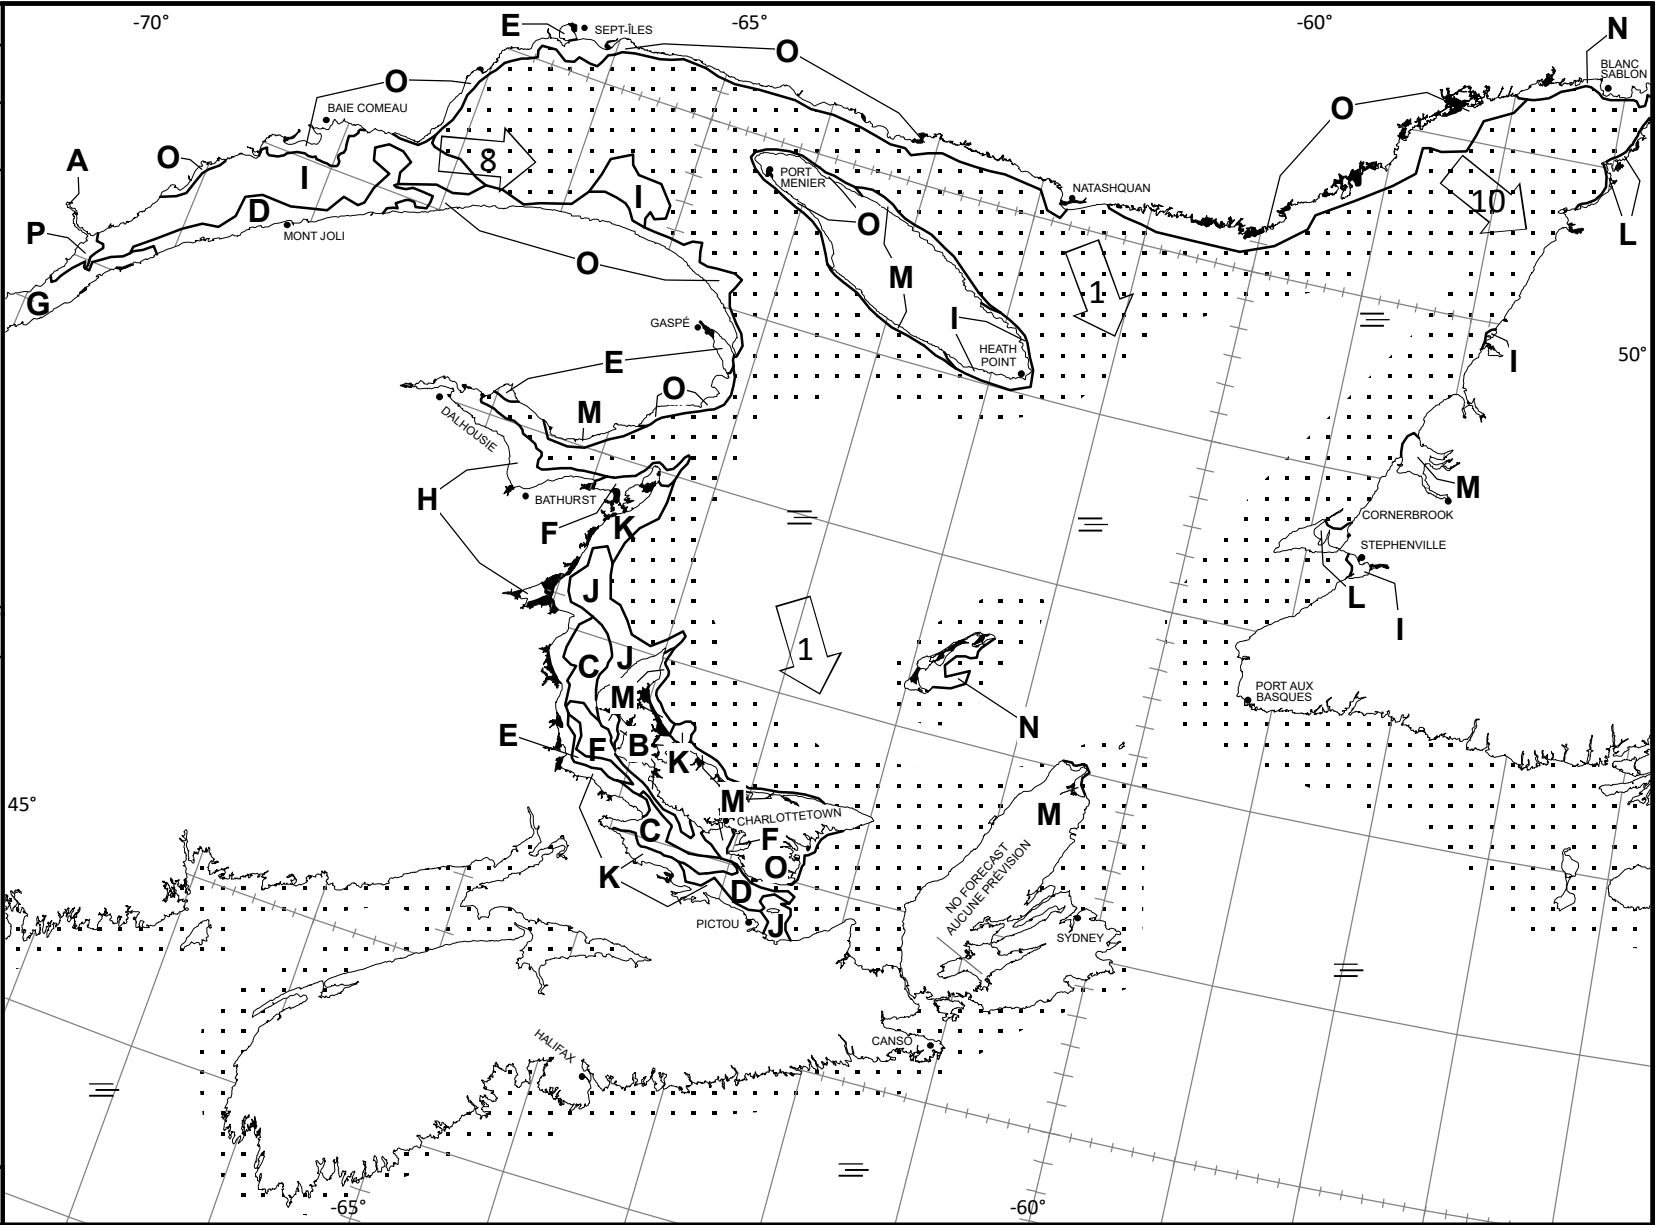 -70°
-65°
-60°
E
SEPT-ÎLES
N
O
BLANC
SABLON
O
BAIE COMEAU
O
A
O
8
I
PORT
MENIER
I
NATASHQUAN
10
D
O
P
MONT JOLI
L
O
M
1
G
GASPÉ
I
HEATH
POINT
50°
I
E
O
M
DALHOUSIE
H
BATHURST
M
CORNERBROOK
F
K
STEPHENVILLE
J
L
I
1
J
C
M
PORT AUX
BASQUES
N
E
F
B
K
45°
M
CHARLOTTETOWN
M
C
F
NO FORECAST
AUCUNE PRÉVISION
O
K
D
PICTOU
J
SYDNEY
HALIFAX
CANSO
-65°
-60°